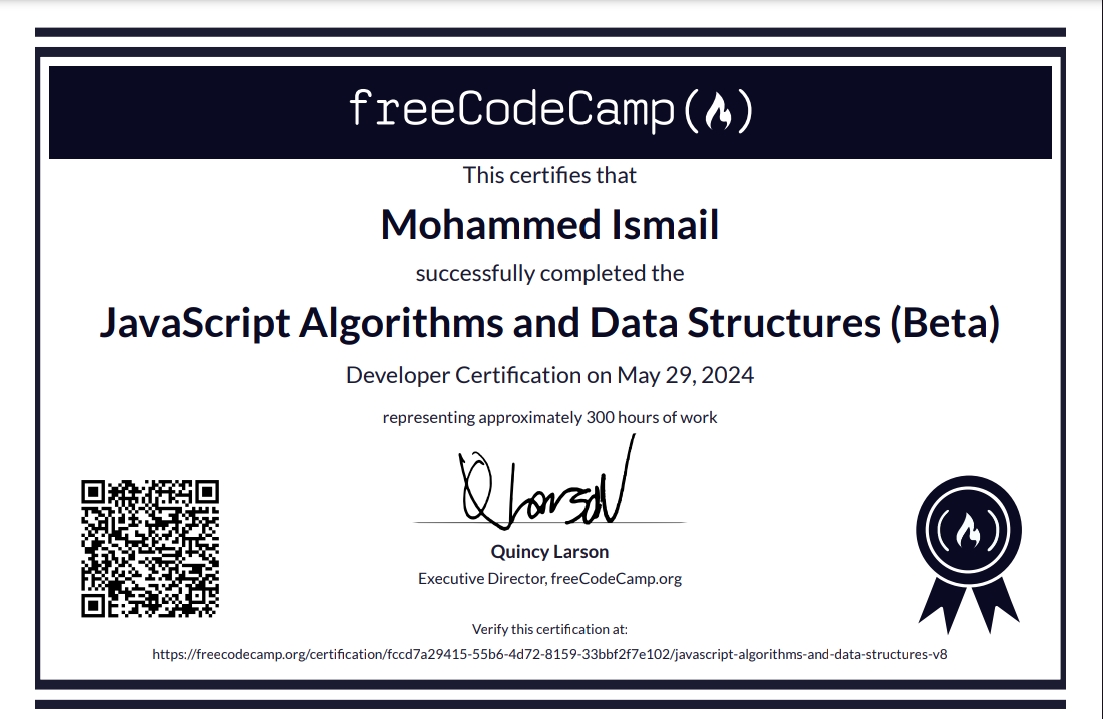 freeCodeCamp
This certifies that
Mohammed Ismail
successfully completed the
JavaScript Algorithms and Data Structures (Beta)
Developer Certification on May 29, 2024
representing approximately 300 hours of work
Q Larson
Quincy Larson
Executive Director, freeCodeCamp.org
Verify this certification at:
https://freecodecamp.org/certification/fccd7a29415-55b6-4d72-8159-33bbf2f7e102/javascript-algorithms-and-data-structures-v8